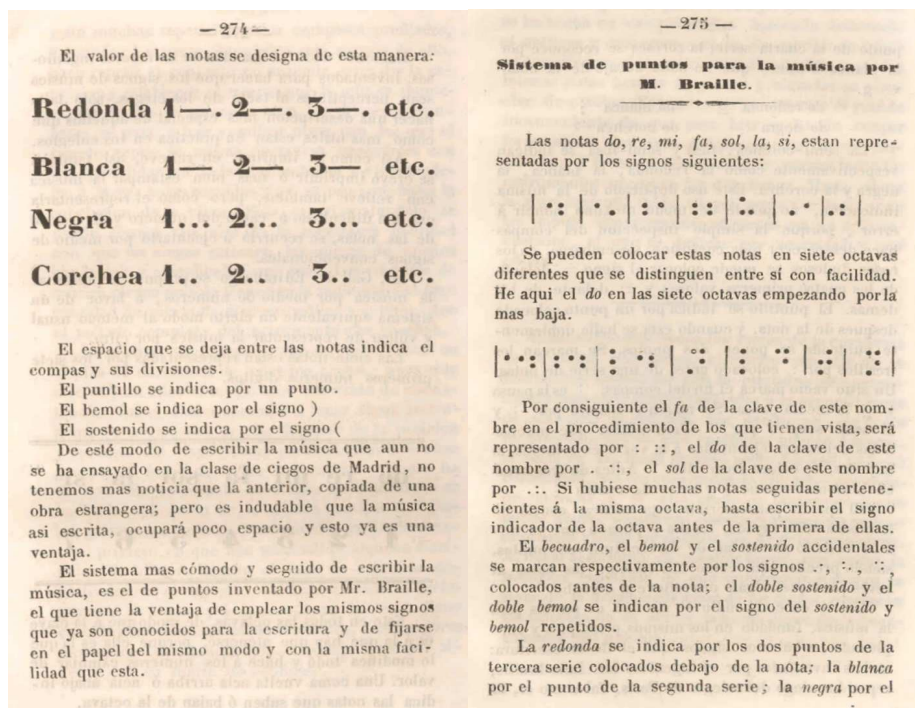 — 274 —
El valor de las notas se designa de esta manera:
Redonda 1—. 2—. 3—. etc.
Blanca 1— 2— 3— etc.
Negra 1... 2... 3... etc.
Corchea 1.. 2.. 3.. etc.
El espacio que se deja entre las notas indica el
compas y sus divisiones.
El puntillo se indica por un punto.
El bemol se indica por el signo )
El sostenido se indica por el signo (
De esté modo de escribir la música que aun no
se ha ensayado en la clase de ciegos de Madrid, no
tenemos mas noticia que la anterior, copiada de una
obra estrangera; pero es indudable que la música
asi escrita, ocupará poco espacio y esto ya es una
ventaja.
El sistema mas cómodo y seguido de escribir la
música, es el de puntos inventado por Mr. Braille,
el que tiene la ventaja de emplear los mismos signos
que ya son conocidos para la escritura y de fijarse
en el papel del mismo modo y con la misma faci-
lidad que esta.
— 275 —
Sistema de puntos para la música por
M. Braille.
Las notas do, re, mi, fa, sol, la, si, estan repre-
sentadas por los signos siguientes:
Se pueden colocar estas notas en siete octavas
diferentes que se distinguen entre sí con facilidad.
He aqui el do en las siete octavas empezando por la
mas baja.
Por consiguiente el fa de la clave de este nom-
bre en el procedimiento de los que tienen vista, será
representado por : ::, el do de la clave de este
nombre por . ·:, el sol de la clave de este nombre
por .:. Si hubiese muchas notas seguidas pertene-
cientes á la misma octava, basta escribir el signo
indicador de la octava antes de la primera de ellas.
El becuadro, el bemol y el sostenido accidentales
se marcan respectivamente por los signos .·, :., ·:,
colocados antes de la nota; el doble sostenido y el
doble bemol se indican por el signo del sostenido y
bemol repetidos.
La redonda se indica por los dos puntos de la
tercera serie colocados debajo de la nota; la blanca
por el punto de la segunda serie; la negra por el